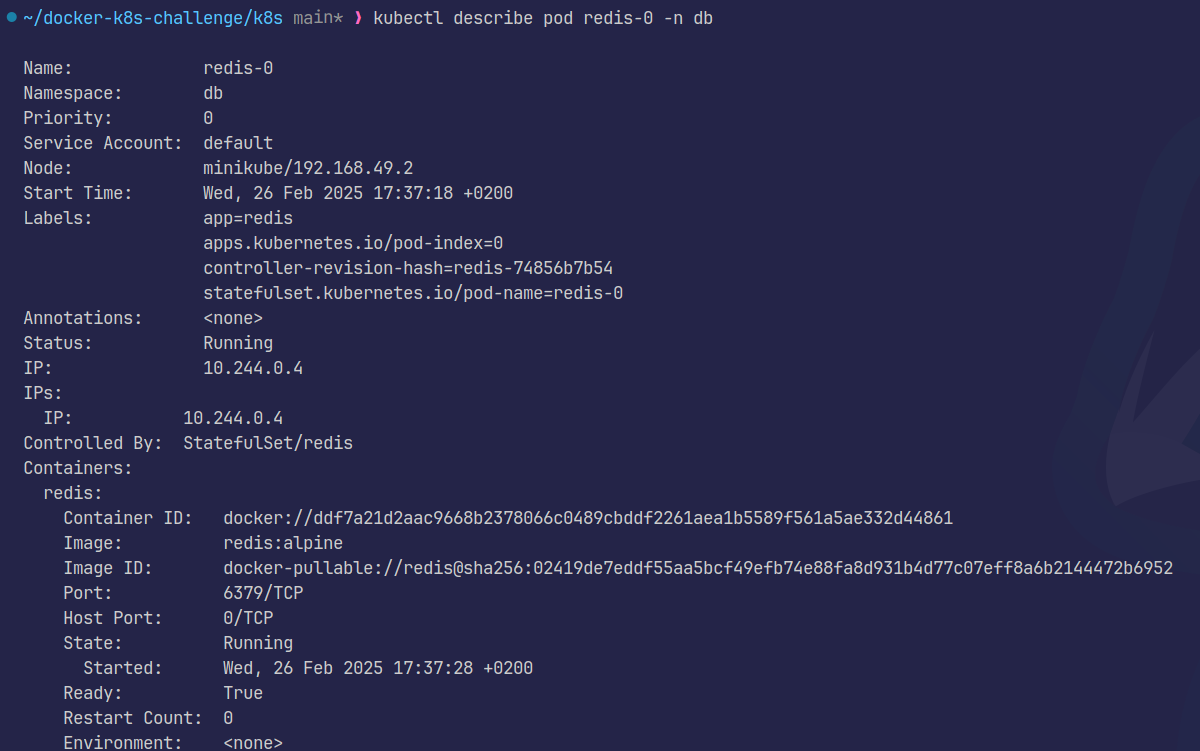 ~/docker-k8s-challenge/k8s main* ❯ kubectl describe pod redis-0 -n db
Name:             redis-0
Namespace:        db
Priority:         0
Service Account:  default
Node:             minikube/192.168.49.2
Start Time:       Wed, 26 Feb 2025 17:37:18 +0200
Labels:           app=redis
                  apps.kubernetes.io/pod-index=0
                  controller-revision-hash=redis-74856b7b54
                  statefulset.kubernetes.io/pod-name=redis-0
Annotations:      <none>
Status:           Running
IP:               10.244.0.4
IPs:
  IP:           10.244.0.4
Controlled By:  StatefulSet/redis
Containers:
  redis:
    Container ID:   docker://ddf7a21d2aac9668b2378066c0489cbddf2261aea1b5589f561a5ae332d44861
    Image:          redis:alpine
    Image ID:       docker-pullable://redis@sha256:02419de7eddf55aa5bcf49efb74e88fa8d931b4d77c07eff8a6b2144472b6952
    Port:           6379/TCP
    Host Port:      0/TCP
    State:          Running
      Started:      Wed, 26 Feb 2025 17:37:28 +0200
    Ready:          True
    Restart Count:  0
    Environment:    <none>